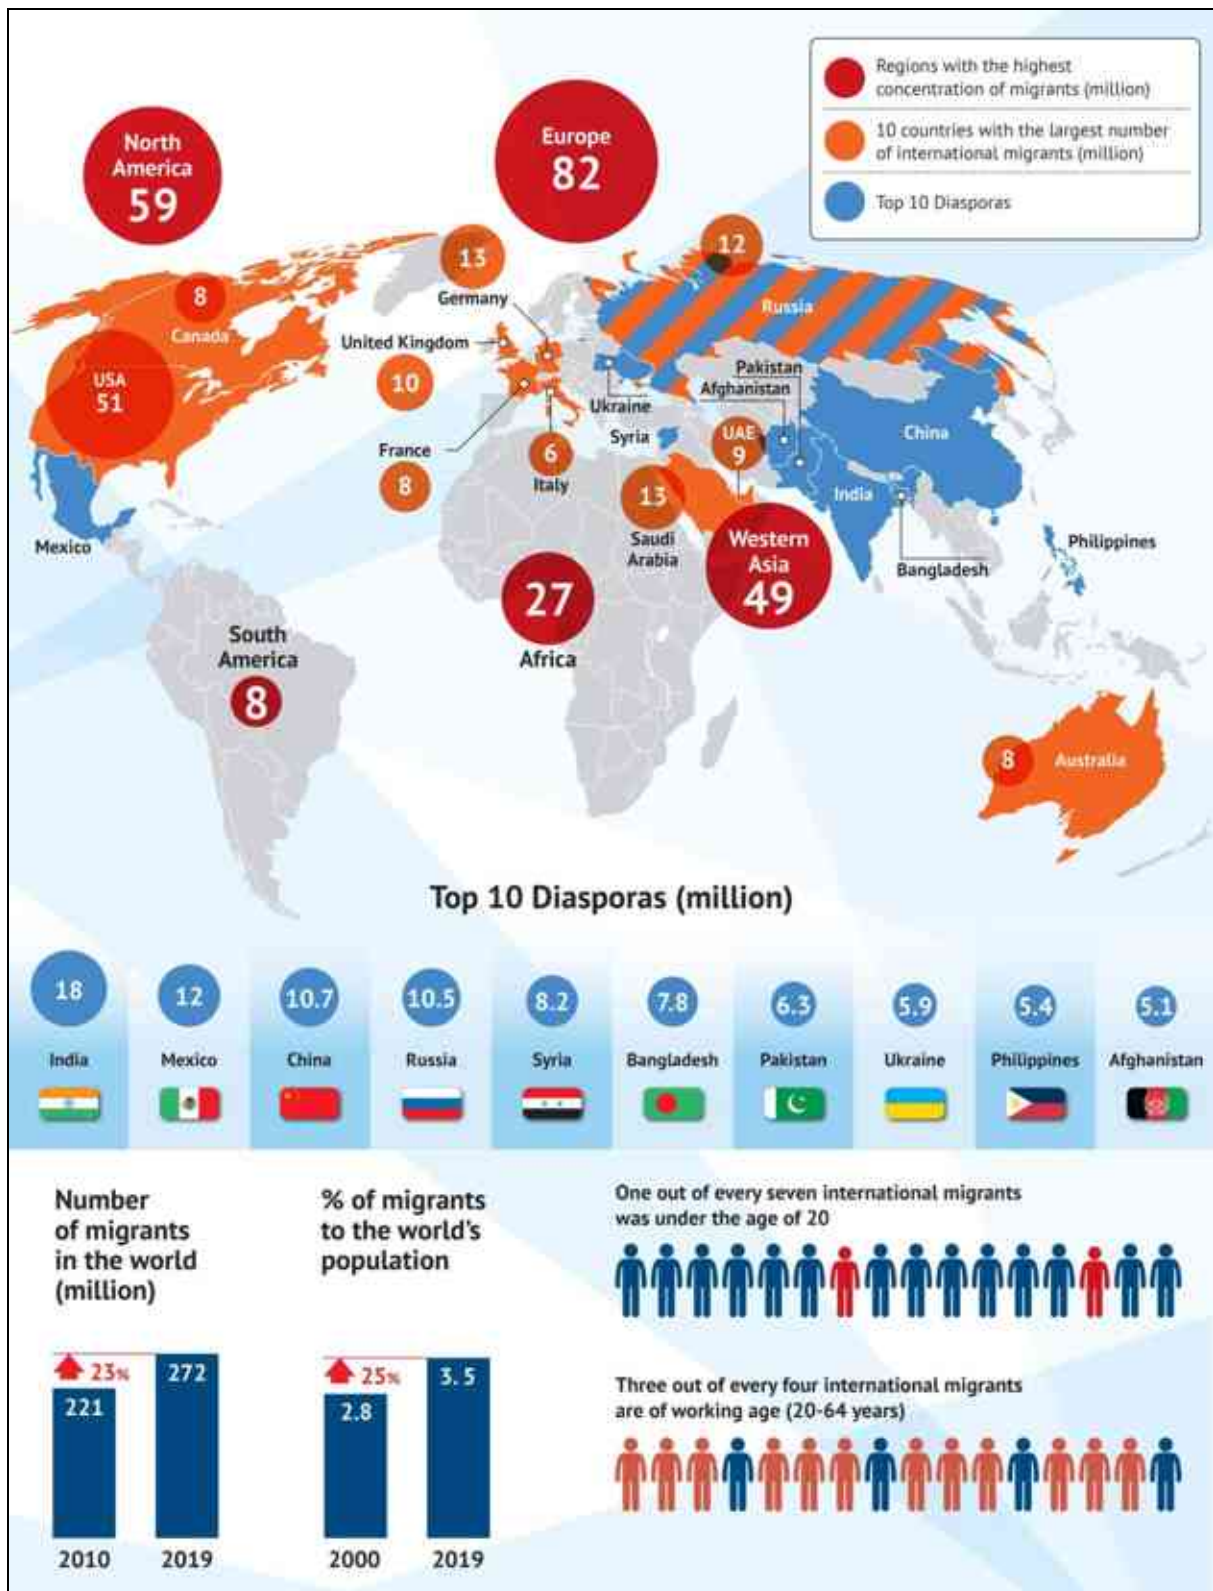 Regions with the highest
concentration of migrants (million)
10 countries with the largest number
of international migrants (million)
Top 10 Diasporas
North
America
59
Europe
82
12
13
Germany
8
Canada
Russia
United Kingdom
10
USA
51
Pakistan
Afghanistan
Ukraine
Syria
China
UAE
9
France
8
6
Italy
India
13
Saudi
Arabia
Mexico
Western
Asia
49
Philippines
Bangladesh
27
Africa
South
America
8
8
Australia
Top 10 Diasporas (million)
18
12
10.7
10.5
8.2
7.8
6.3
5.9
5.4
5.1
India
Mexico
China
Russia
Syria
Bangladesh
Pakistan
Ukraine
Philippines
Afghanistan
Number
of migrants
in the world
(million)
23%
221
272
2010
2019
% of migrants
to the world's
population
25%
2.8
3.5
2000
2019
One out of every seven international migrants
was under the age of 20
Three out of every four international migrants
are of working age (20-64 years)